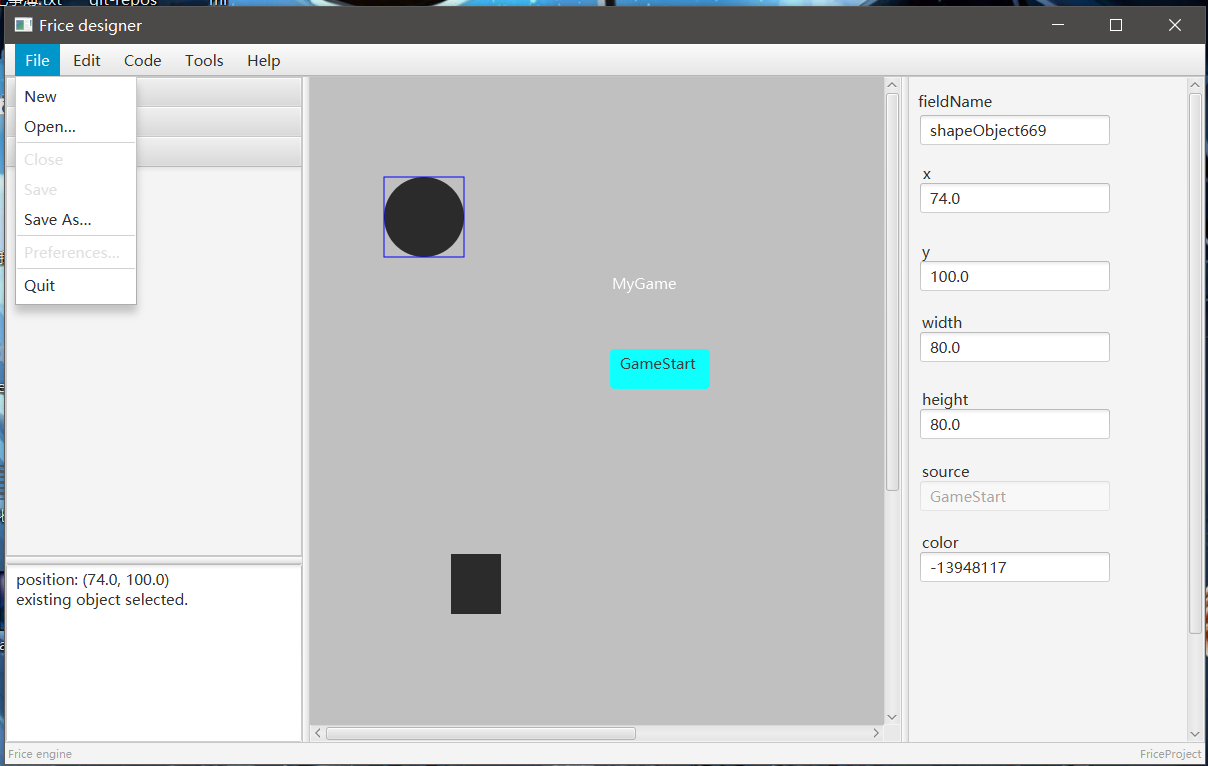 Frice designer
File Edit Code Tools Help
New
Open...
Close
Save
Save As...
Preferences...
Quit
MyGame
GameStart
fieldName
shapeObject669
x
74.0
y
100.0
width
80.0
height
80.0
source
GameStart
color
-13948117
position: (74.0, 100.0)
existing object selected.
Frice engine
FriceProject